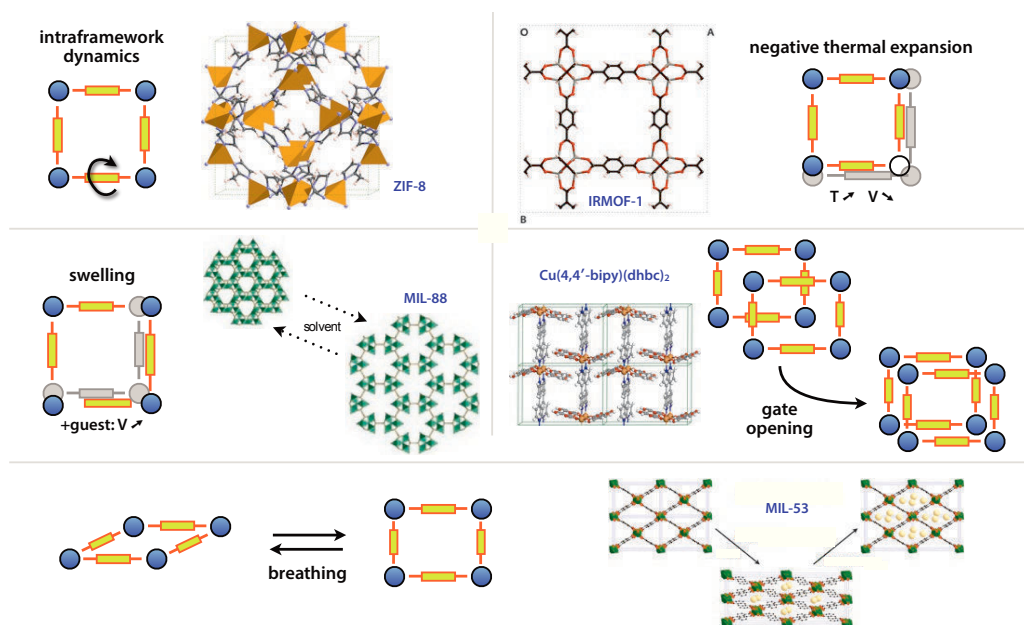 intraframework
dynamics
ZIF-8
O
A
IRMOF-1
B
negative thermal expansion
T ↗ V ↘
swelling
+guest: V ↗
solvent
MIL-88
Cu(4,4′-bipy)(dhbc)₂
gate
opening
breathing
MIL-53